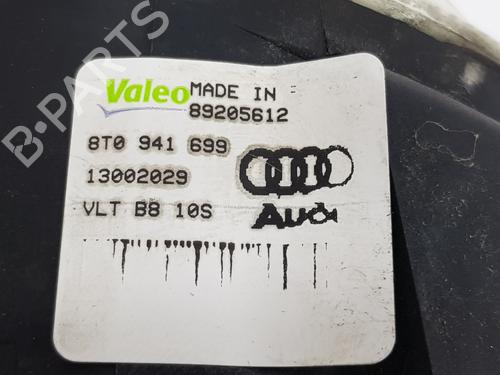 Valeo MADE IN
89205612
8T0 941 699
13002029
VLT B8 10S
Audi
B-PARTS